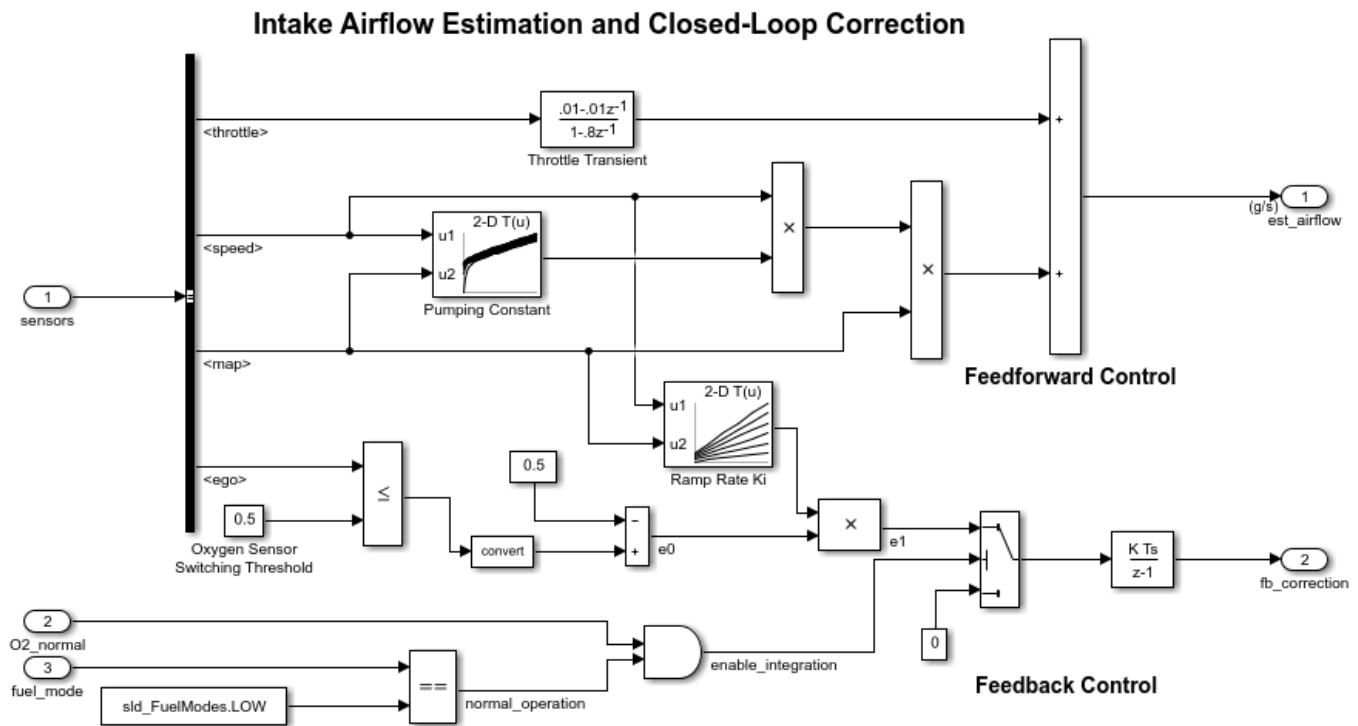 Intake Airflow Estimation and Closed-Loop Correction
<throttle>
.01-.01z-1
1-.8z-1
Throttle Transient
+
<speed>
2-D T(u)
u1
u2
Pumping Constant
×
×
(g/s)
1
est_airflow
+
1
sensors
<map>
Feedforward Control
2-D T(u)
u1
u2
Ramp Rate Ki
<ego>
≤
0.5
Oxygen Sensor
Switching Threshold
convert
0.5
−
+
e0
×
e1
0
K Ts
z-1
2
fb_correction
2
O2_normal
3
fuel_mode
sld_FuelModes.LOW
==
normal_operation
enable_integration
Feedback Control